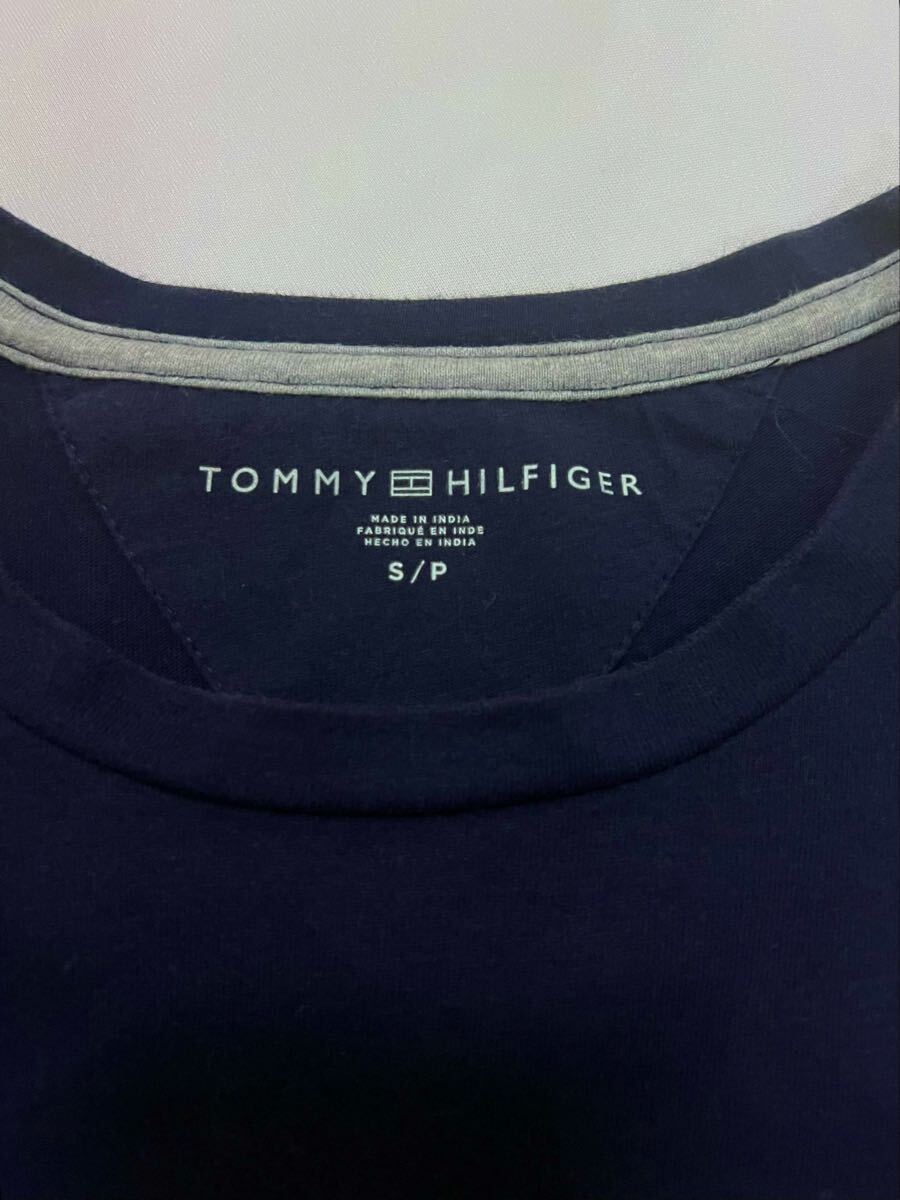 TOMMY HILFIGER
MADE IN INDIA
FABRIQUÉ EN INDE
HECHO EN INDIA
S/P